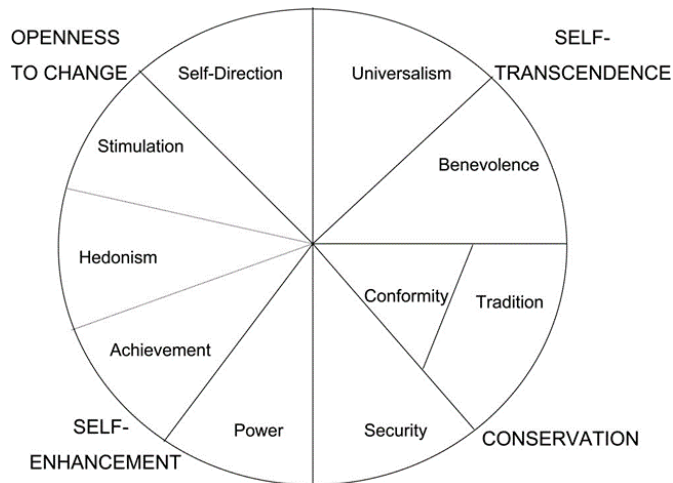 OPENNESS
TO CHANGE
SELF-
TRANSCENDENCE
Self-Direction
Universalism
Stimulation
Benevolence
Hedonism
Conformity
Tradition
Achievement
Power
Security
SELF-
ENHANCEMENT
CONSERVATION